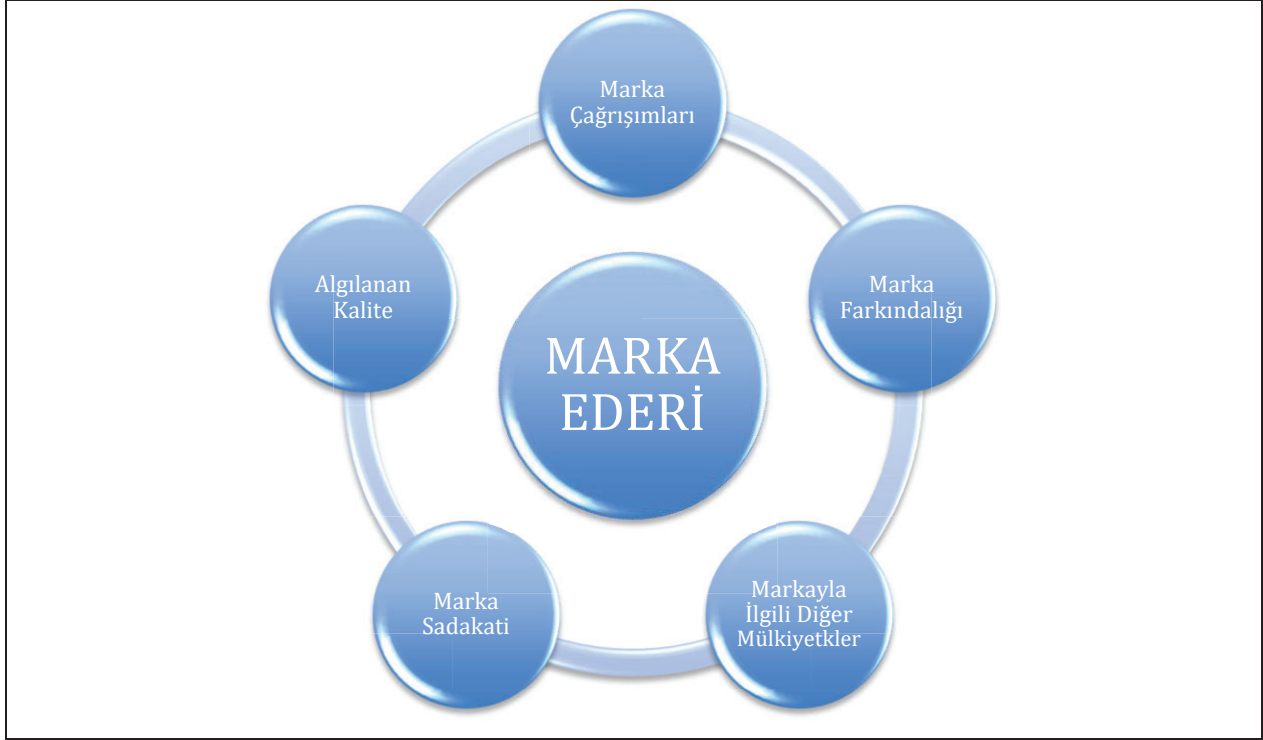 Marka
Çağrışımları
Algılanan
Kalite
Marka
Farkındalığı
MARKA
EDERİ
Marka
Sadakati
Markayla
İlgili Diğer
Mülkiyetkler